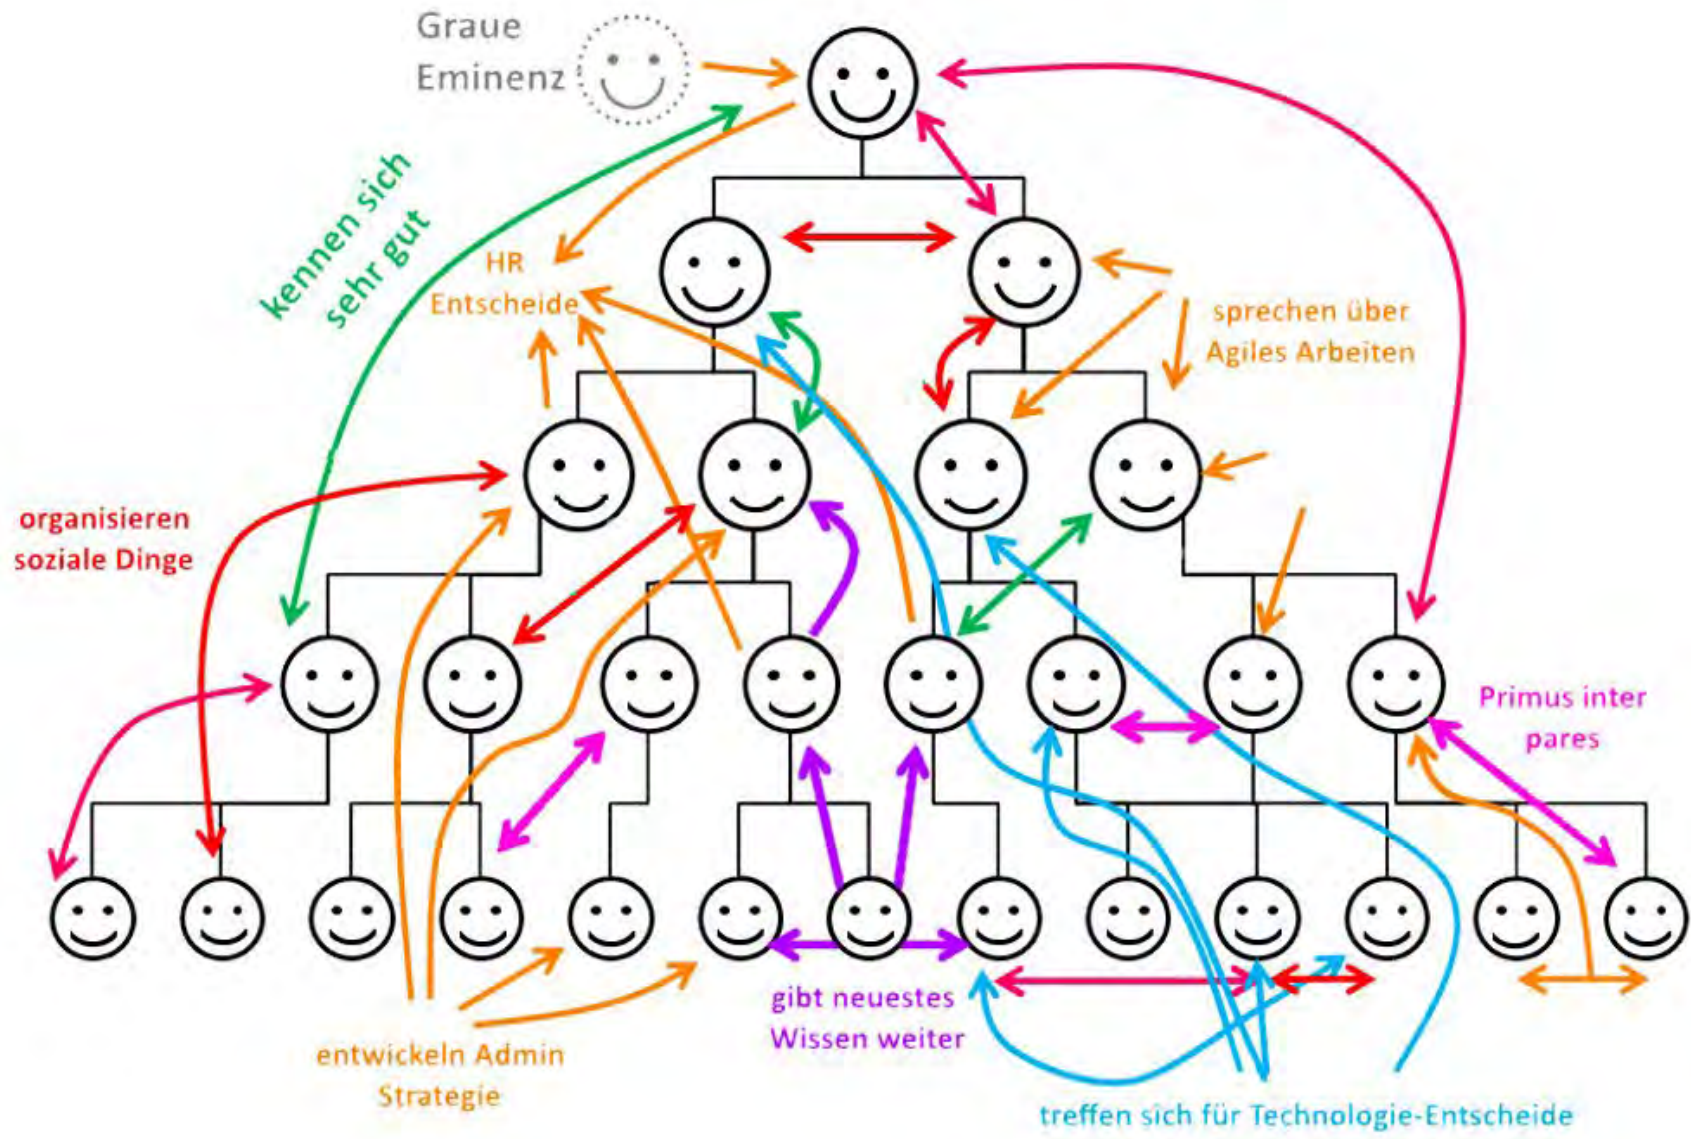 Graue
Eminenz
kennen sich
sehr gut
HR
Entscheide
sprechen über
Agiles Arbeiten
organisieren
soziale Dinge
Primus inter
pares
gibt neuestes
Wissen weiter
entwickeln Admin
Strategie
treffen sich für Technologie-Entscheide